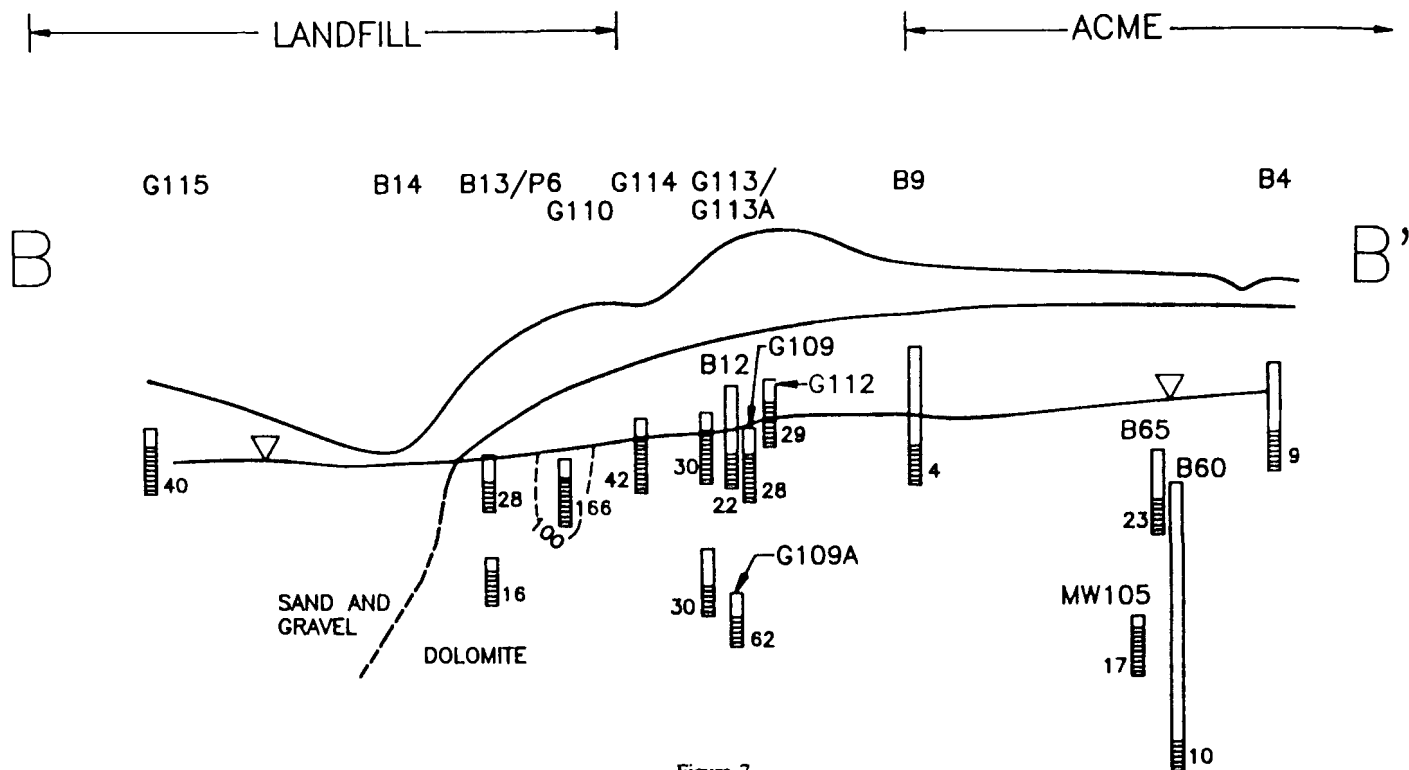 LANDFILL
ACME
G115
B14
B13/P6
G110
G114
G113/
G113A
B9
B4
B
B'
G109
B12
G112
B65
B60
40
28
166
100
42
30
22
28
29
4
23
9
16
30
G109A
62
MW105
17
10
SAND AND
GRAVEL
DOLOMITE